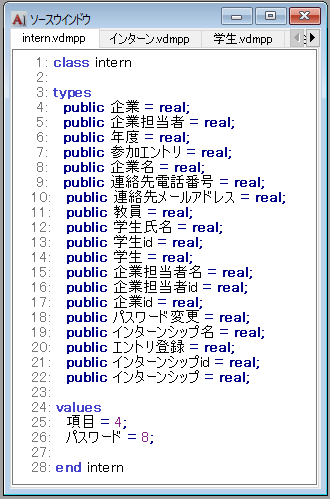 ソースウインドウ
intern.vdmpp インターン.vdmpp 学生.vdmpp
1: class intern
2:
3: types
4: public 企業 = real;
5: public 企業担当者 = real;
6: public 年度 = real;
7: public 参加エントリ = real;
8: public 企業名 = real;
9: public 連絡先電話番号 = real;
10: public 連絡先メールアドレス = real;
11: public 教員 = real;
12: public 学生氏名 = real;
13: public 学生id = real;
14: public 学生 = real;
15: public 企業担当者名 = real;
16: public 企業担当者id = real;
17: public 企業id = real;
18: public パスワード変更 = real;
19: public インターンシップ名 = real;
20: public エントリ登録 = real;
21: public インターンシップid = real;
22: public インターンシップ = real;
23:
24: values
25: 項目 = 4;
26: パスワード = 8;
27:
28: end intern